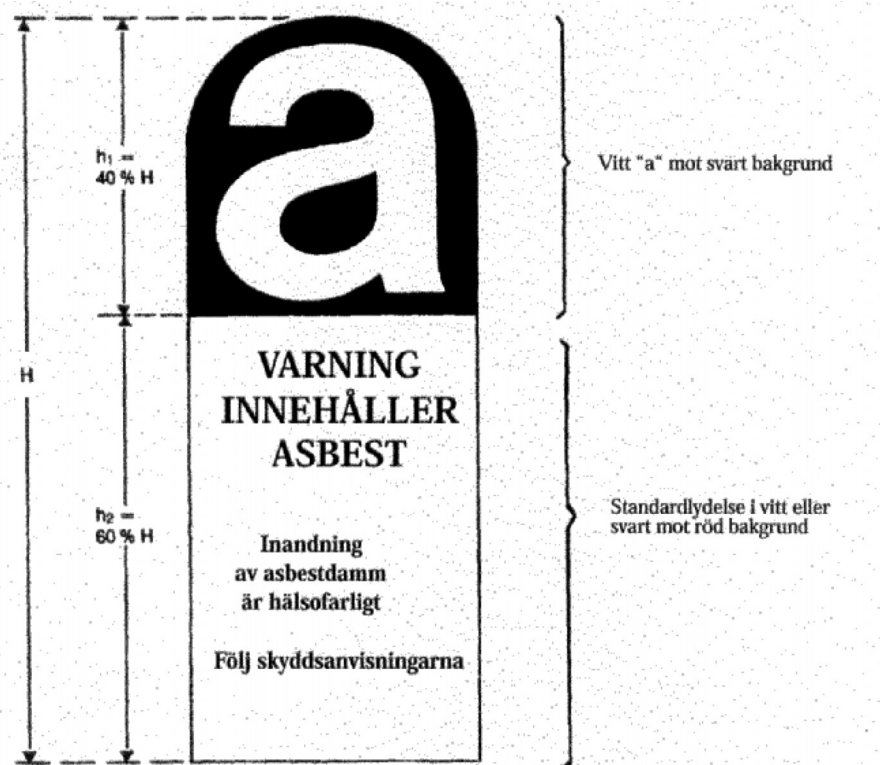 a
h₁ =
40 % H
Vitt "a" mot svart bakgrund
H
VARNING
INNEHÅLLER
ASBEST
h₂ =
60 % H
Inandning
av asbestdamm
är hälsofarligt
Följ skyddsanvisningarna
Standardlydelse i vitt eller
svart mot röd bakgrund